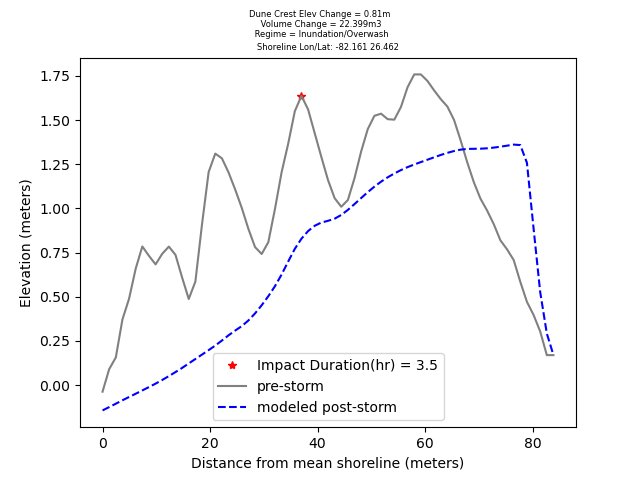 Dune Crest Elev Change = 0.81m
Volume Change = 22.399m3
Regime = Inundation/Overwash
Shoreline Lon/Lat: -82.161 26.462
1.75
1.50
1.25
1.00
0.75
0.50
0.25
0.00
Elevation (meters)
Impact Duration(hr) = 3.5
pre-storm
modeled post-storm
0 20 40 60 80
Distance from mean shoreline (meters)